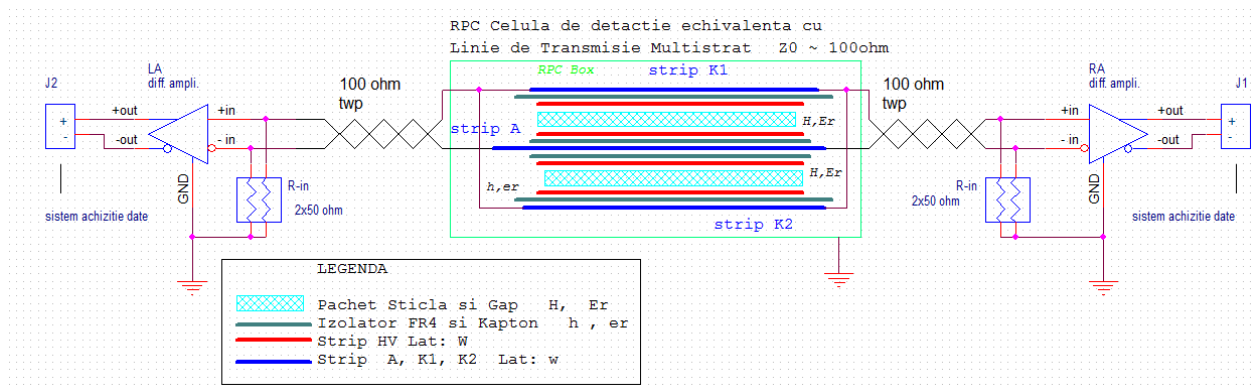 RPC Celula de detactie echivalenta cu
Linie de Transmisie Multistrat Z0 ~ 100ohm
J2
LA
diff. ampli.
+out
-out
+
-
+in
- in
GND
R-in
2x50 ohm
sistem achizitie date
100 ohm
twp
RPC Box
strip K1
strip A
H,Er
H,Er
h,er
strip K2
100 ohm
twp
RA
diff. ampli.
+in
- in
+out
-out
J1
+
-
GND
R-in
2x50 ohm
sistem achizitie date
LEGENDA
Pachet Sticla si Gap H, Er
Izolator FR4 si Kapton h , er
Strip HV Lat: W
Strip A, K1, K2 Lat: w